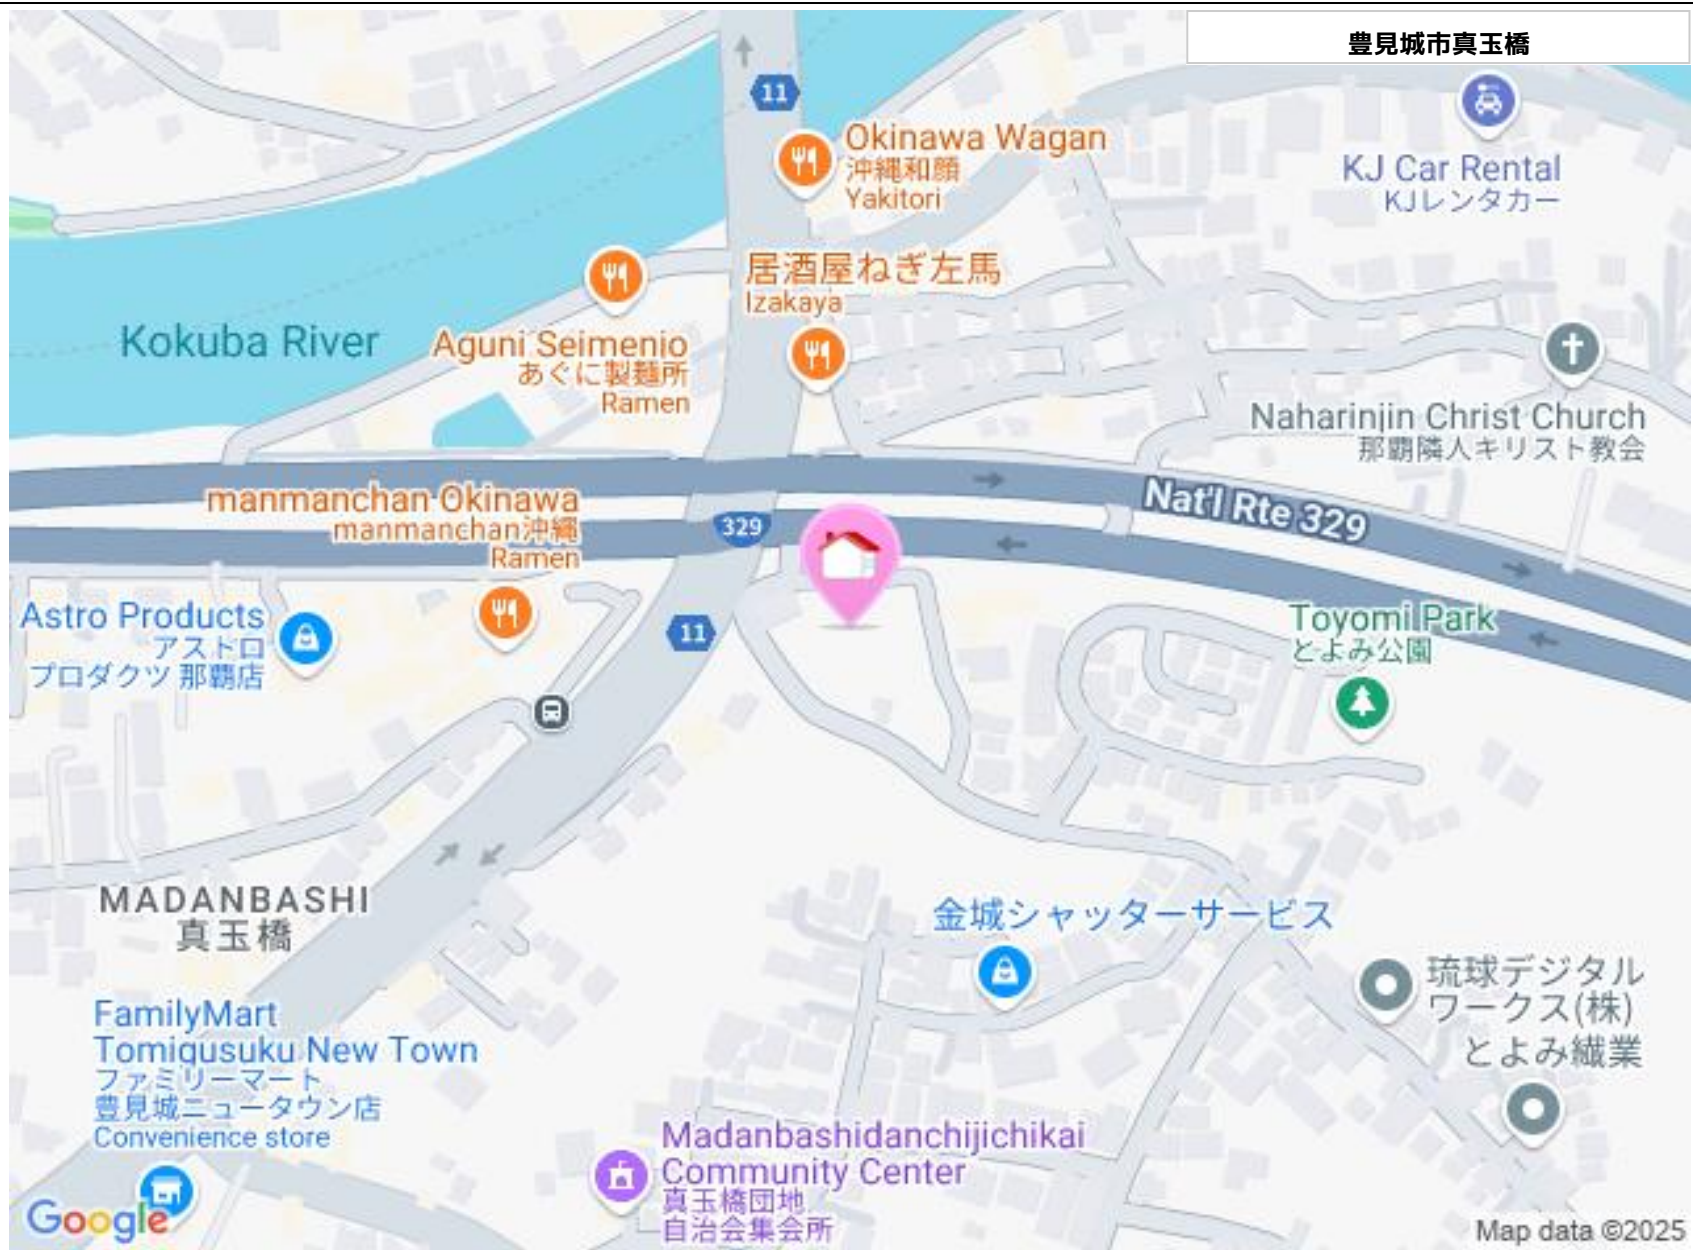 豊見城市真玉橋
11
Okinawa Wagan
沖縄和顔
Yakitori
KJ Car Rental
KJレンタカー
居酒屋ねぎ左馬
Izakaya
Kokuba River
Aguni Seimenjo
あぐに製麺所
Ramen
Naharinjin Christ Church
那覇隣人キリスト教会
manmanchan Okinawa
manmanchan沖縄
Ramen
329
Nat'l Rte 329
Astro Products
アストロ
プロダクツ 那覇店
11
Toyomi Park
とよみ公園
MADANBASHI
真玉橋
金城シャッターサービス
琉球デジタル
ワークス(株)
とよみ繊業
FamilyMart
Tomigusuku New Town
ファミリーマート
豊見城ニュータウン店
Convenience store
Madanbashidanchijichikai
Community Center
真玉橋団地
自治会集会所
Google
Map data ©2025